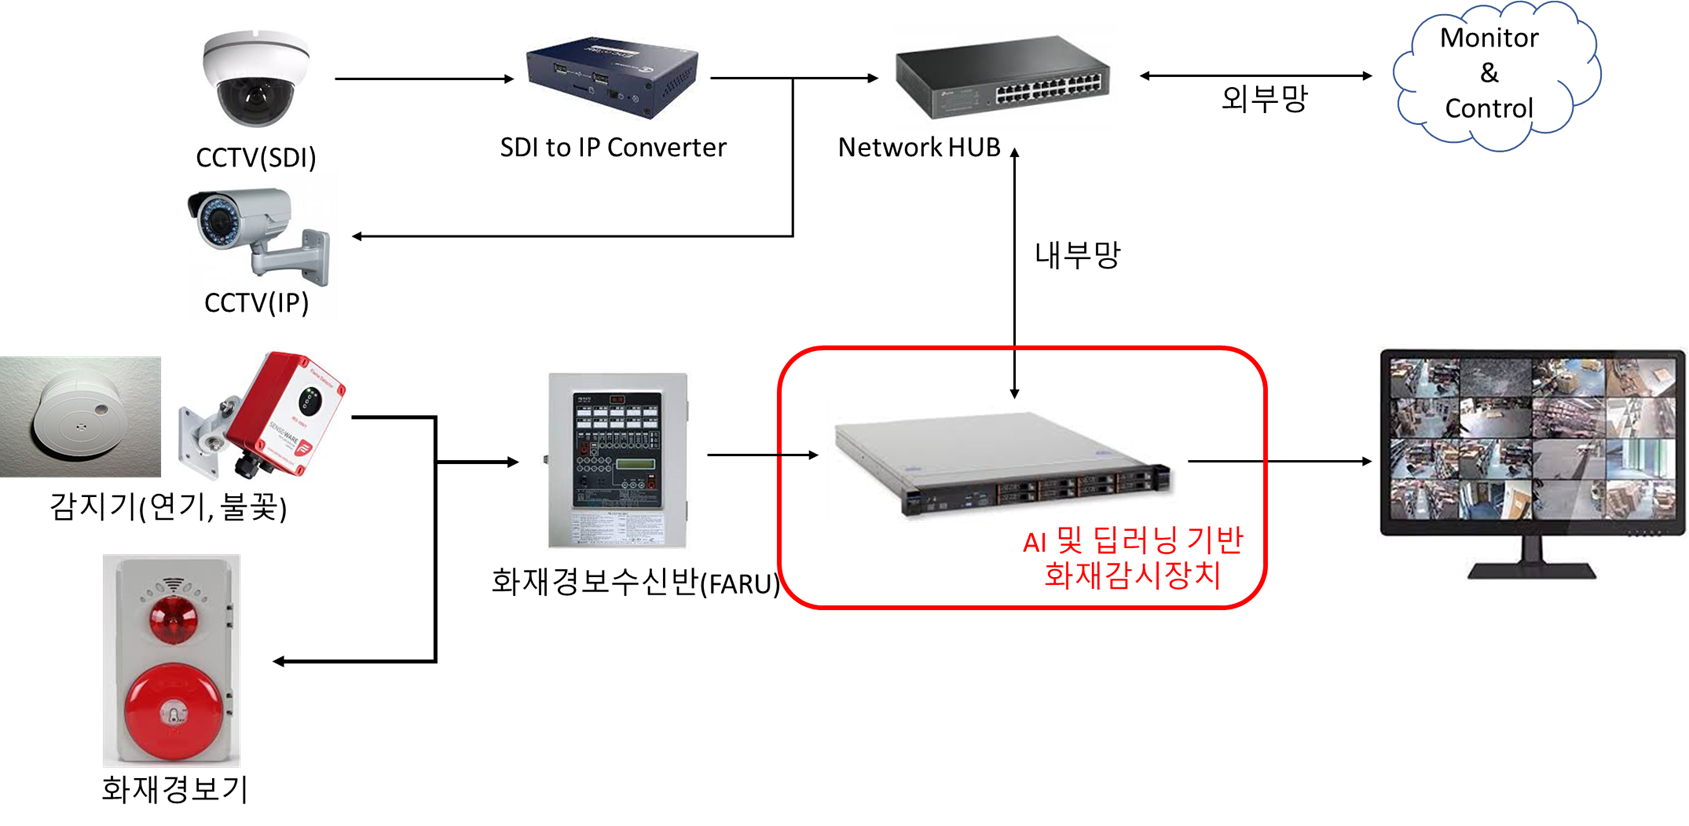 CCTV(SDI)
SDI to IP Converter
Network HUB
외부망
Monitor
&
Control
CCTV(IP)
내부망
SENSEWARE
감지기(연기, 불꽃)
화재경보수신반(FARU)
AI 및 딥러닝 기반
화재감시장치
화재경보기